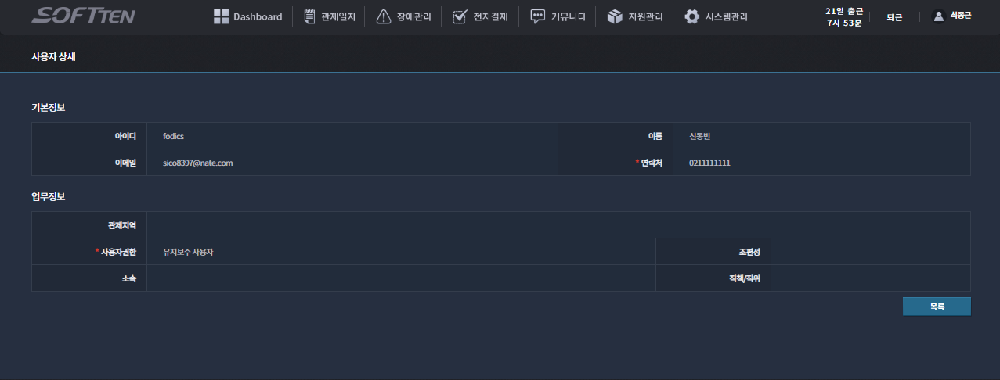 SOFTTEN
Dashboard 관제일지 장애관리 전자결재 커뮤니티 자원관리 시스템관리
21일 출근
7시 53분
퇴근
최종근
사용자 상세
기본정보
아이디 fodics 이름 신동빈
이메일 sico8397@nate.com * 연락처 0211111111
업무정보
관제지역
* 사용자권한 유지보수 사용자 조편성
소속 직책/직위
목록